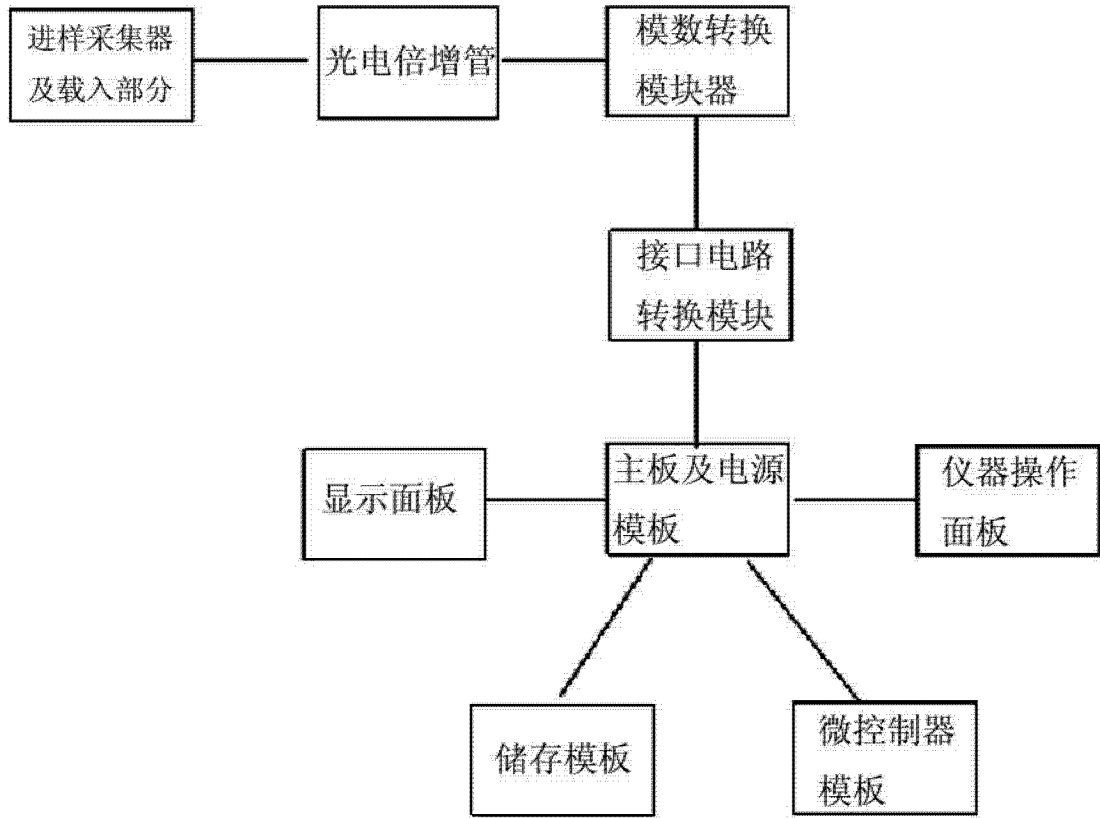 进样采集器
及载入部分
光电倍增管
模数转换
模块器
接口电路
转换模块
显示面板
主板及电源
模板
仪器操作
面板
储存模板
微控制器
模板